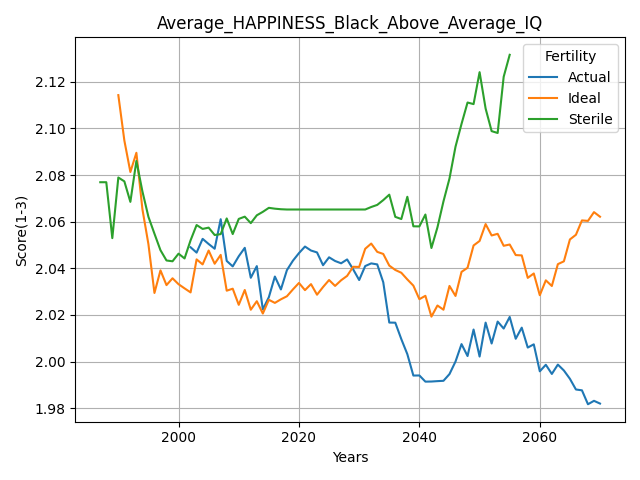 Average_HAPPINESS_Black_Above_Average_IQ
Fertility
Actual
Ideal
Sterile
Score(1-3)
2.12
2.10
2.08
2.06
2.04
2.02
2.00
1.98
2000 2020 2040 2060
Years